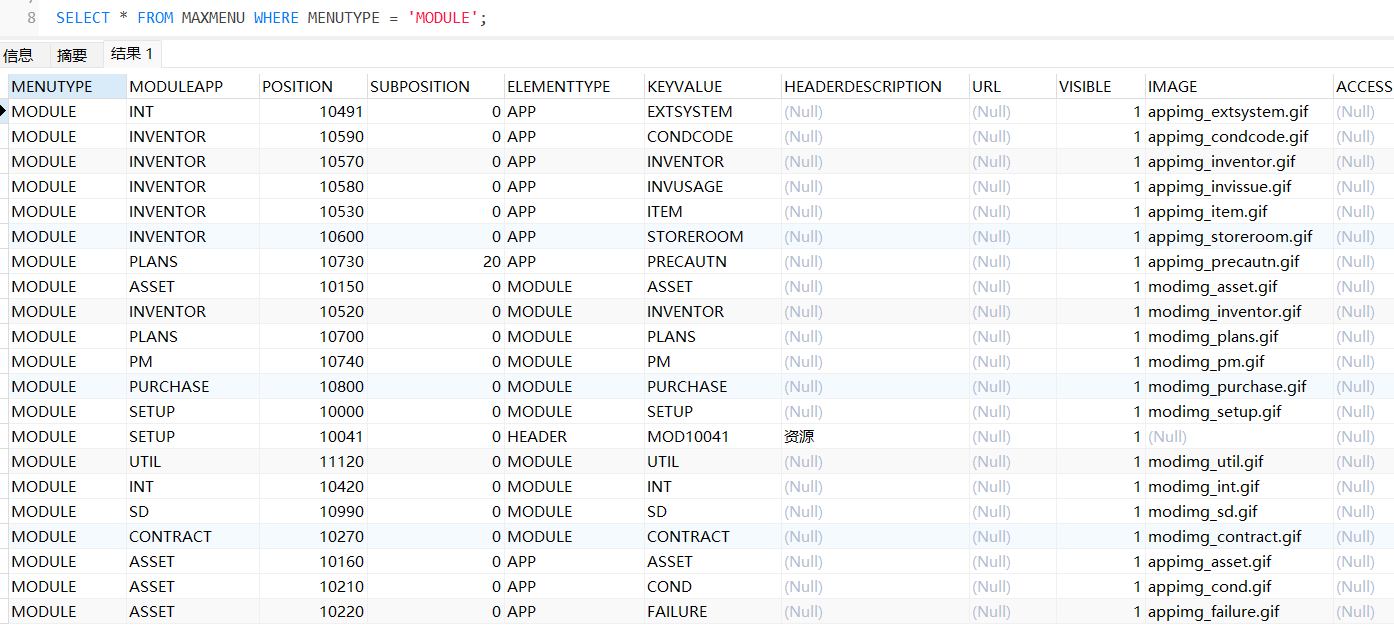 8 SELECT * FROM MAXMENU WHERE MENUTYPE = 'MODULE';
信息 摘要 结果 1
MENUTYPE MODULEAPP POSITION SUBPOSITION ELEMENTTYPE KEYVALUE HEADERDESCRIPTION URL VISIBLE IMAGE ACCESS
MODULE INT 10491 0 APP EXTSYSTEM (Null) (Null) 1 appimg_extsystem.gif (Null)
MODULE INVENTOR 10590 0 APP CONDCODE (Null) (Null) 1 appimg_condcode.gif (Null)
MODULE INVENTOR 10570 0 APP INVENTOR (Null) (Null) 1 appimg_inventor.gif (Null)
MODULE INVENTOR 10580 0 APP INVUSAGE (Null) (Null) 1 appimg_invissue.gif (Null)
MODULE INVENTOR 10530 0 APP ITEM (Null) (Null) 1 appimg_item.gif (Null)
MODULE INVENTOR 10600 0 APP STOREROOM (Null) (Null) 1 appimg_storeroom.gif (Null)
MODULE PLANS 10730 20 APP PRECAUTN (Null) (Null) 1 appimg_precautn.gif (Null)
MODULE ASSET 10150 0 MODULE ASSET (Null) (Null) 1 modimg_asset.gif (Null)
MODULE INVENTOR 10520 0 MODULE INVENTOR (Null) (Null) 1 modimg_inventor.gif (Null)
MODULE PLANS 10700 0 MODULE PLANS (Null) (Null) 1 modimg_plans.gif (Null)
MODULE PM 10740 0 MODULE PM (Null) (Null) 1 modimg_pm.gif (Null)
MODULE PURCHASE 10800 0 MODULE PURCHASE (Null) (Null) 1 modimg_purchase.gif (Null)
MODULE SETUP 10000 0 MODULE SETUP (Null) (Null) 1 modimg_setup.gif (Null)
MODULE SETUP 10041 0 HEADER MOD10041 资源 (Null) 1 (Null) (Null)
MODULE UTIL 11120 0 MODULE UTIL (Null) (Null) 1 modimg_util.gif (Null)
MODULE INT 10420 0 MODULE INT (Null) (Null) 1 modimg_int.gif (Null)
MODULE SD 10990 0 MODULE SD (Null) (Null) 1 modimg_sd.gif (Null)
MODULE CONTRACT 10270 0 MODULE CONTRACT (Null) (Null) 1 modimg_contract.gif (Null)
MODULE ASSET 10160 0 APP ASSET (Null) (Null) 1 appimg_asset.gif (Null)
MODULE ASSET 10210 0 APP COND (Null) (Null) 1 appimg_cond.gif (Null)
MODULE ASSET 10220 0 APP FAILURE (Null) (Null) 1 appimg_failure.gif (Null)